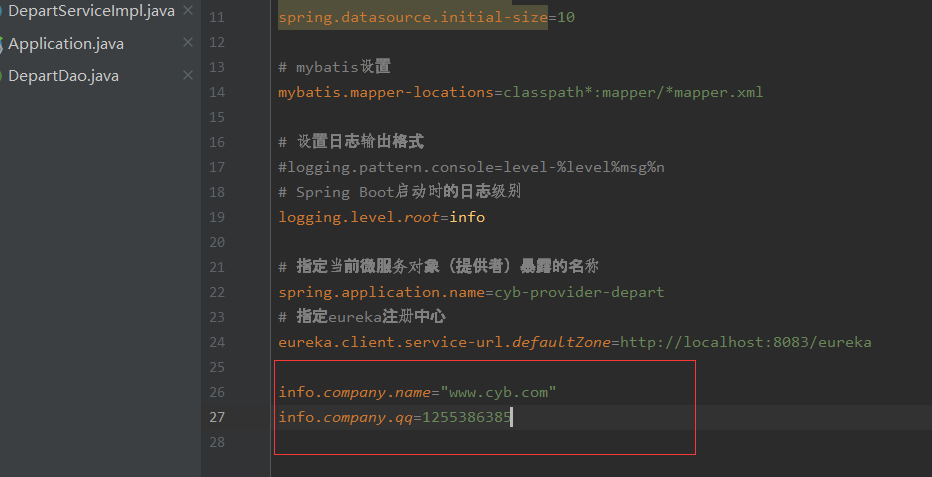 DepartServiceImpl.java
Application.java
DepartDao.java
11 spring.datasource.initial-size=10
12
13 # mybatis设置
14 mybatis.mapper-locations=classpath*:mapper/*mapper.xml
15
16 # 设置日志输出格式
17 #logging.pattern.console=level-%level%msg%n
18 # Spring Boot启动时的日志级别
19 logging.level.root=info
20
21 # 指定当前微服务对象（提供者）暴露的名称
22 spring.application.name=cyb-provider-depart
23 # 指定eureka注册中心
24 eureka.client.service-url.defaultZone=http://localhost:8083/eureka
25
26 info.company.name="www.cyb.com"
27 info.company.qq=1255386385
28